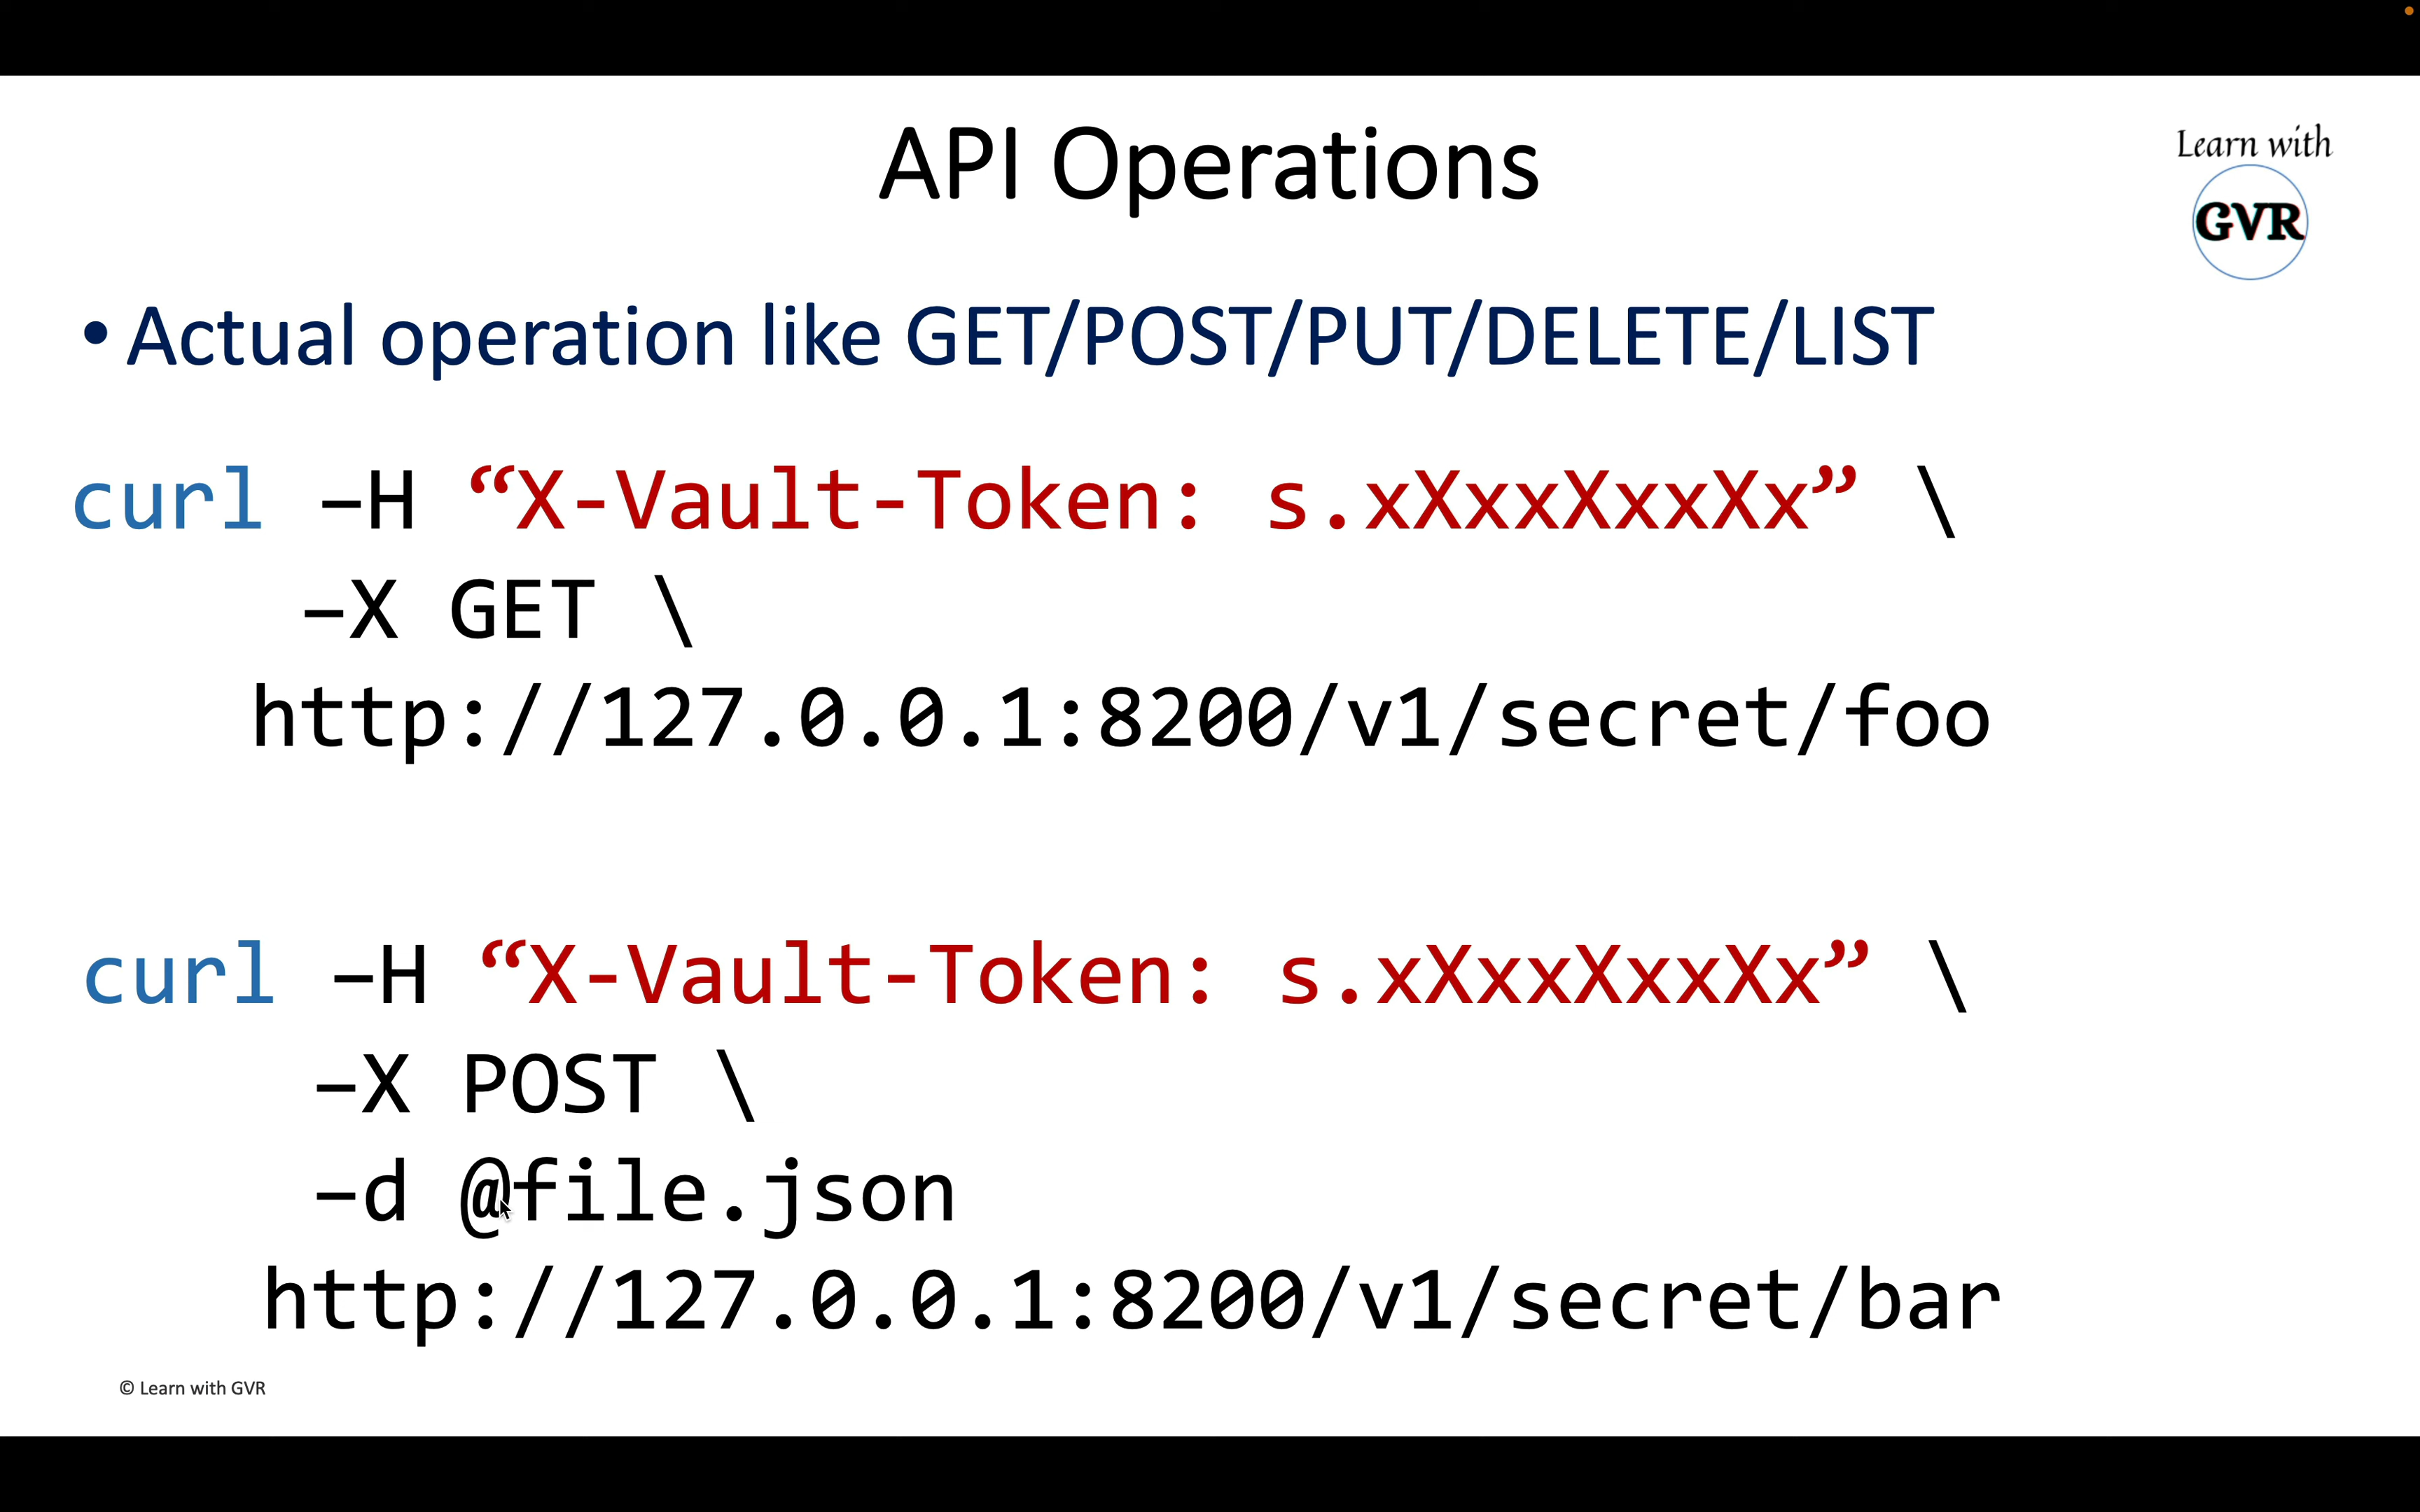 API Operations
Learn with
GVR
• Actual operation like GET/POST/PUT/DELETE/LIST
curl –H “X-Vault-Token: s.xXxxXxxXx” \
–X GET \
http://127.0.0.1:8200/v1/secret/foo
curl –H “X-Vault-Token: s.xXxxXxxXx” \
–X POST \
–d @file.json
http://127.0.0.1:8200/v1/secret/bar
© Learn with GVR